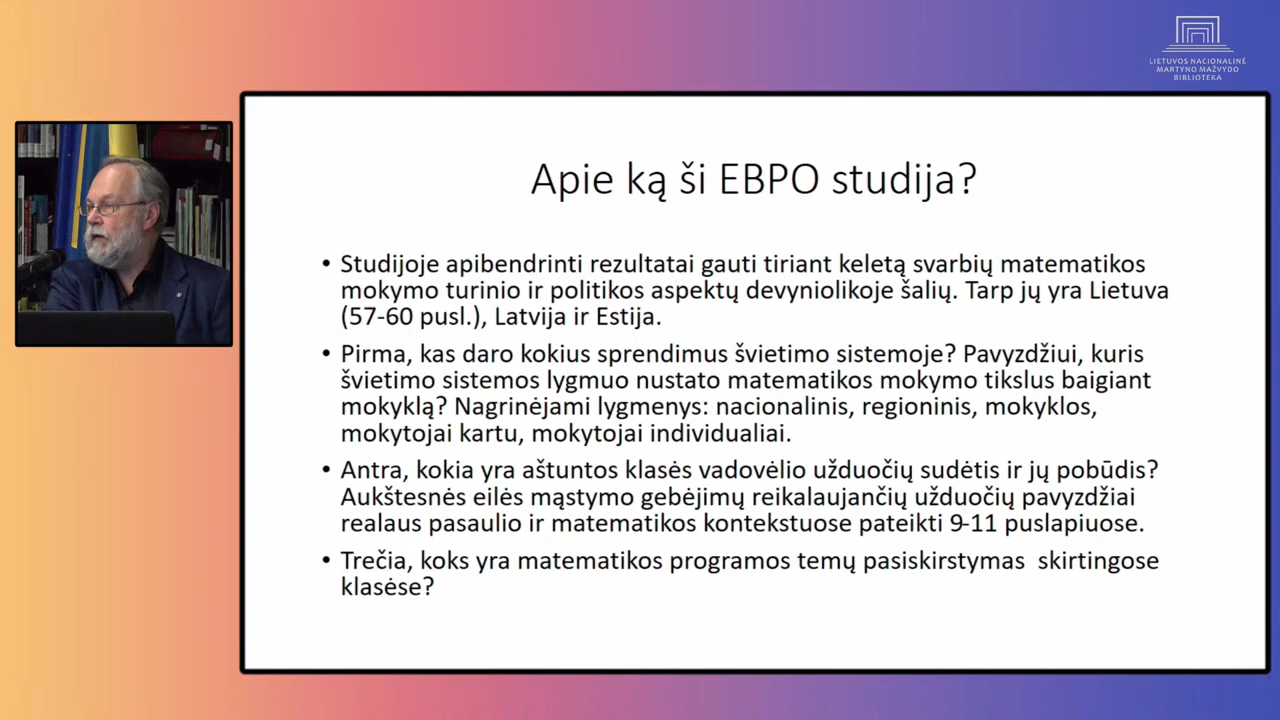 LIETUVOS NACIONALINĖ
MARTYNO MAŽVYDO
BIBLIOTEKA
Apie ką ši EBPO studija?
• Studijoje apibendrinti rezultatai gauti tiriant keletą svarbių matematikos
mokymo turinio ir politikos aspektų devyniolikoje šalių. Tarp jų yra Lietuva
(57-60 pusl.), Latvija ir Estija.
• Pirma, kas daro kokius sprendimus švietimo sistemoje? Pavyzdžiui, kuris
švietimo sistemos lygmuo nustato matematikos mokymo tikslus baigiant
mokyklą? Nagrinėjami lygmenys: nacionalinis, regioninis, mokyklos,
mokytojai kartu, mokytojai individualiai.
• Antra, kokia yra aštuntos klasės vadovėlio užduočių sudėtis ir jų pobūdis?
Aukštesnės eilės mąstymo gebėjimų reikalaujančių užduočių pavyzdžiai
realaus pasaulio ir matematikos kontekstuose pateikti 9-11 puslapiuose.
• Trečia, koks yra matematikos programos temų pasiskirstymas skirtingose
klasėse?